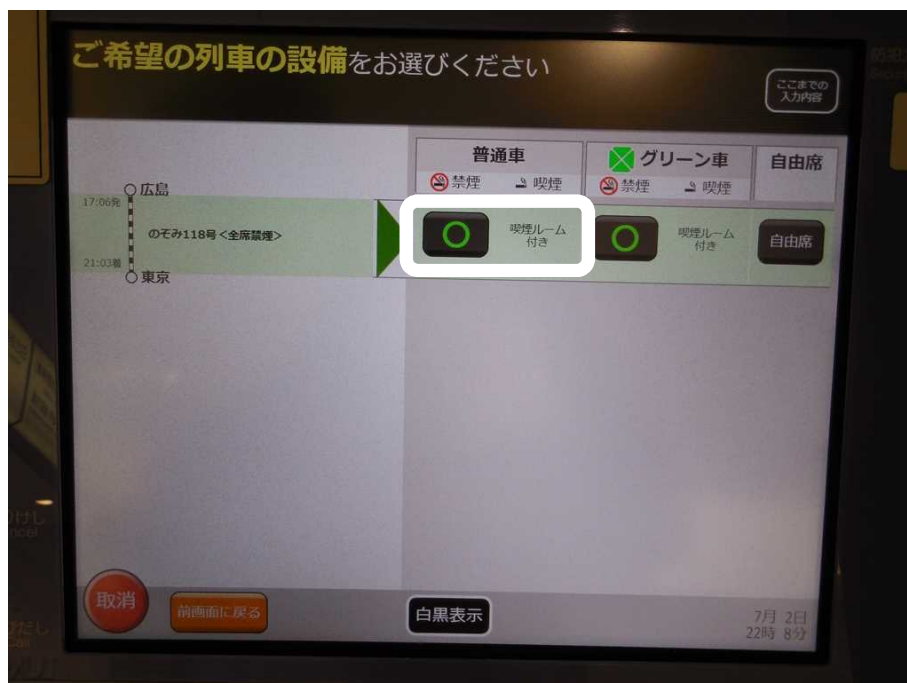 ご希望の列車の設備をお選びください
ここまでの
入力内容
普通車
グリーン車
自由席
禁煙
喫煙
禁煙
喫煙
広島
17:06発
のぞみ118号<全席禁煙>
喫煙ルーム
付き
喫煙ルーム
付き
自由席
21:03着
東京
取消
前画面に戻る
白黒表示
7月 2日
22時 8分